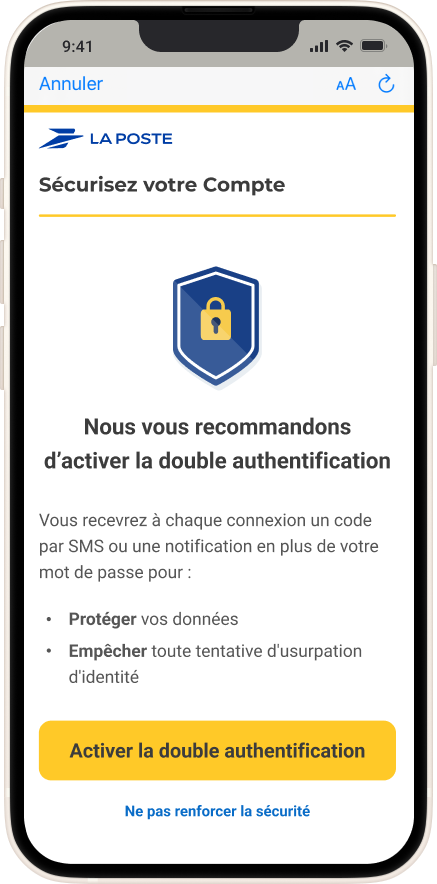 9:41
Annuler
AA
LA POSTE
Sécurisez votre Compte
Nous vous recommandons
d’activer la double authentification
Vous recevrez à chaque connexion un code
par SMS ou une notification en plus de votre
mot de passe pour :
• Protéger vos données
• Empêcher toute tentative d'usurpation
d'identité
Activer la double authentification
Ne pas renforcer la sécurité